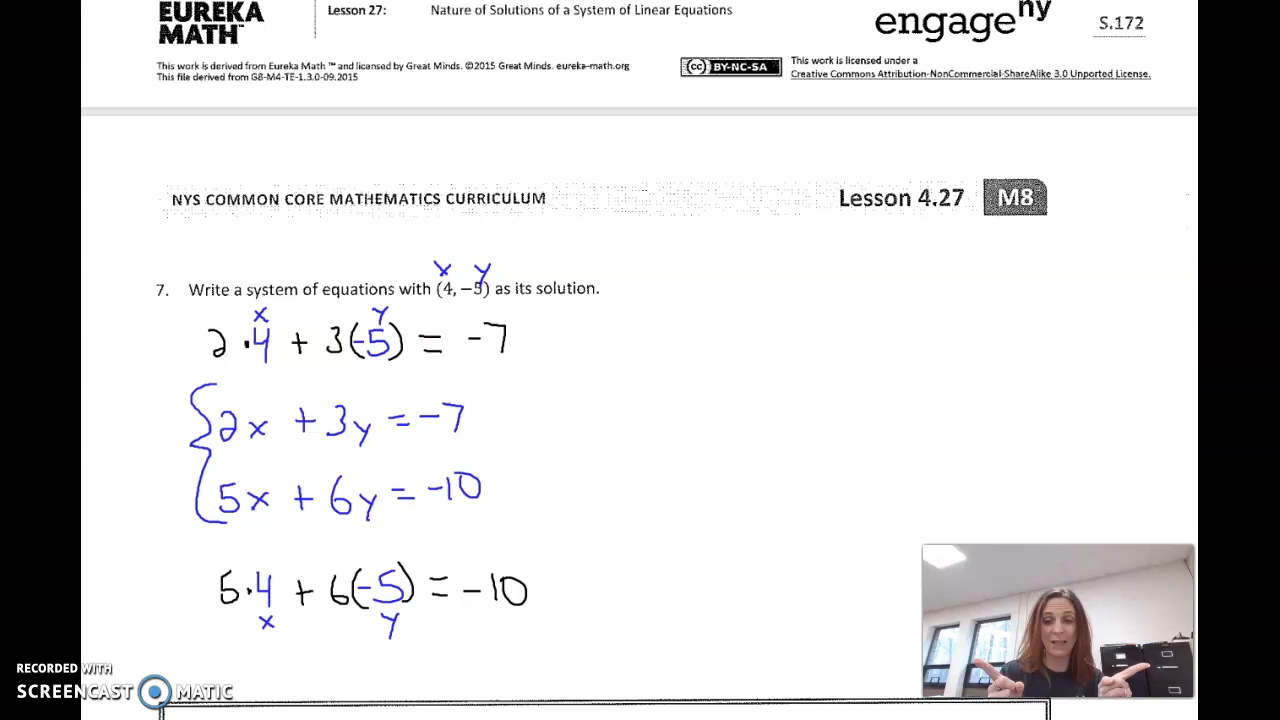 EUREKA MATH™
Lesson 27: Nature of Solutions of a System of Linear Equations
engage ny
S.172
This work is derived from Eureka Math ™ and licensed by Great Minds. ©2015 Great Minds. eureka-math.org
This file derived from G8-M4-TE-1.3.0-09.2015
(cc) BY-NC-SA
This work is licensed under a
Creative Commons Attribution-NonCommercial-ShareAlike 3.0 Unported License.
NYS COMMON CORE MATHEMATICS CURRICULUM
Lesson 4.27 M8
x y
7. Write a system of equations with (4, −5) as its solution.
x y
2 · 4 + 3(-5) = -7
2x + 3y = -7
5x + 6y = -10
5 · 4 + 6(-5) = -10
x y
RECORDED WITH
SCREENCAST MATIC